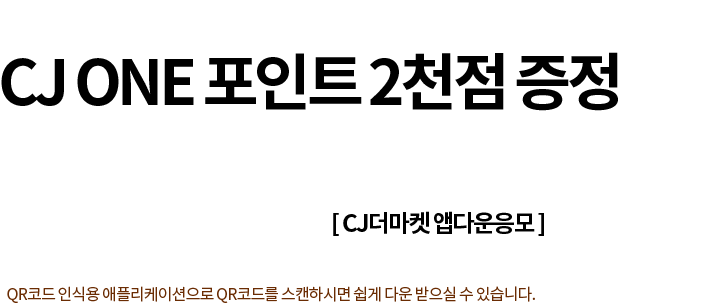 CJ ONE 포인트 2천점 증정
[ CJ더마켓 앱다운응모 ]
QR코드 인식용 애플리케이션으로 QR코드를 스캔하시면 쉽게 다운 받으실 수 있습니다.